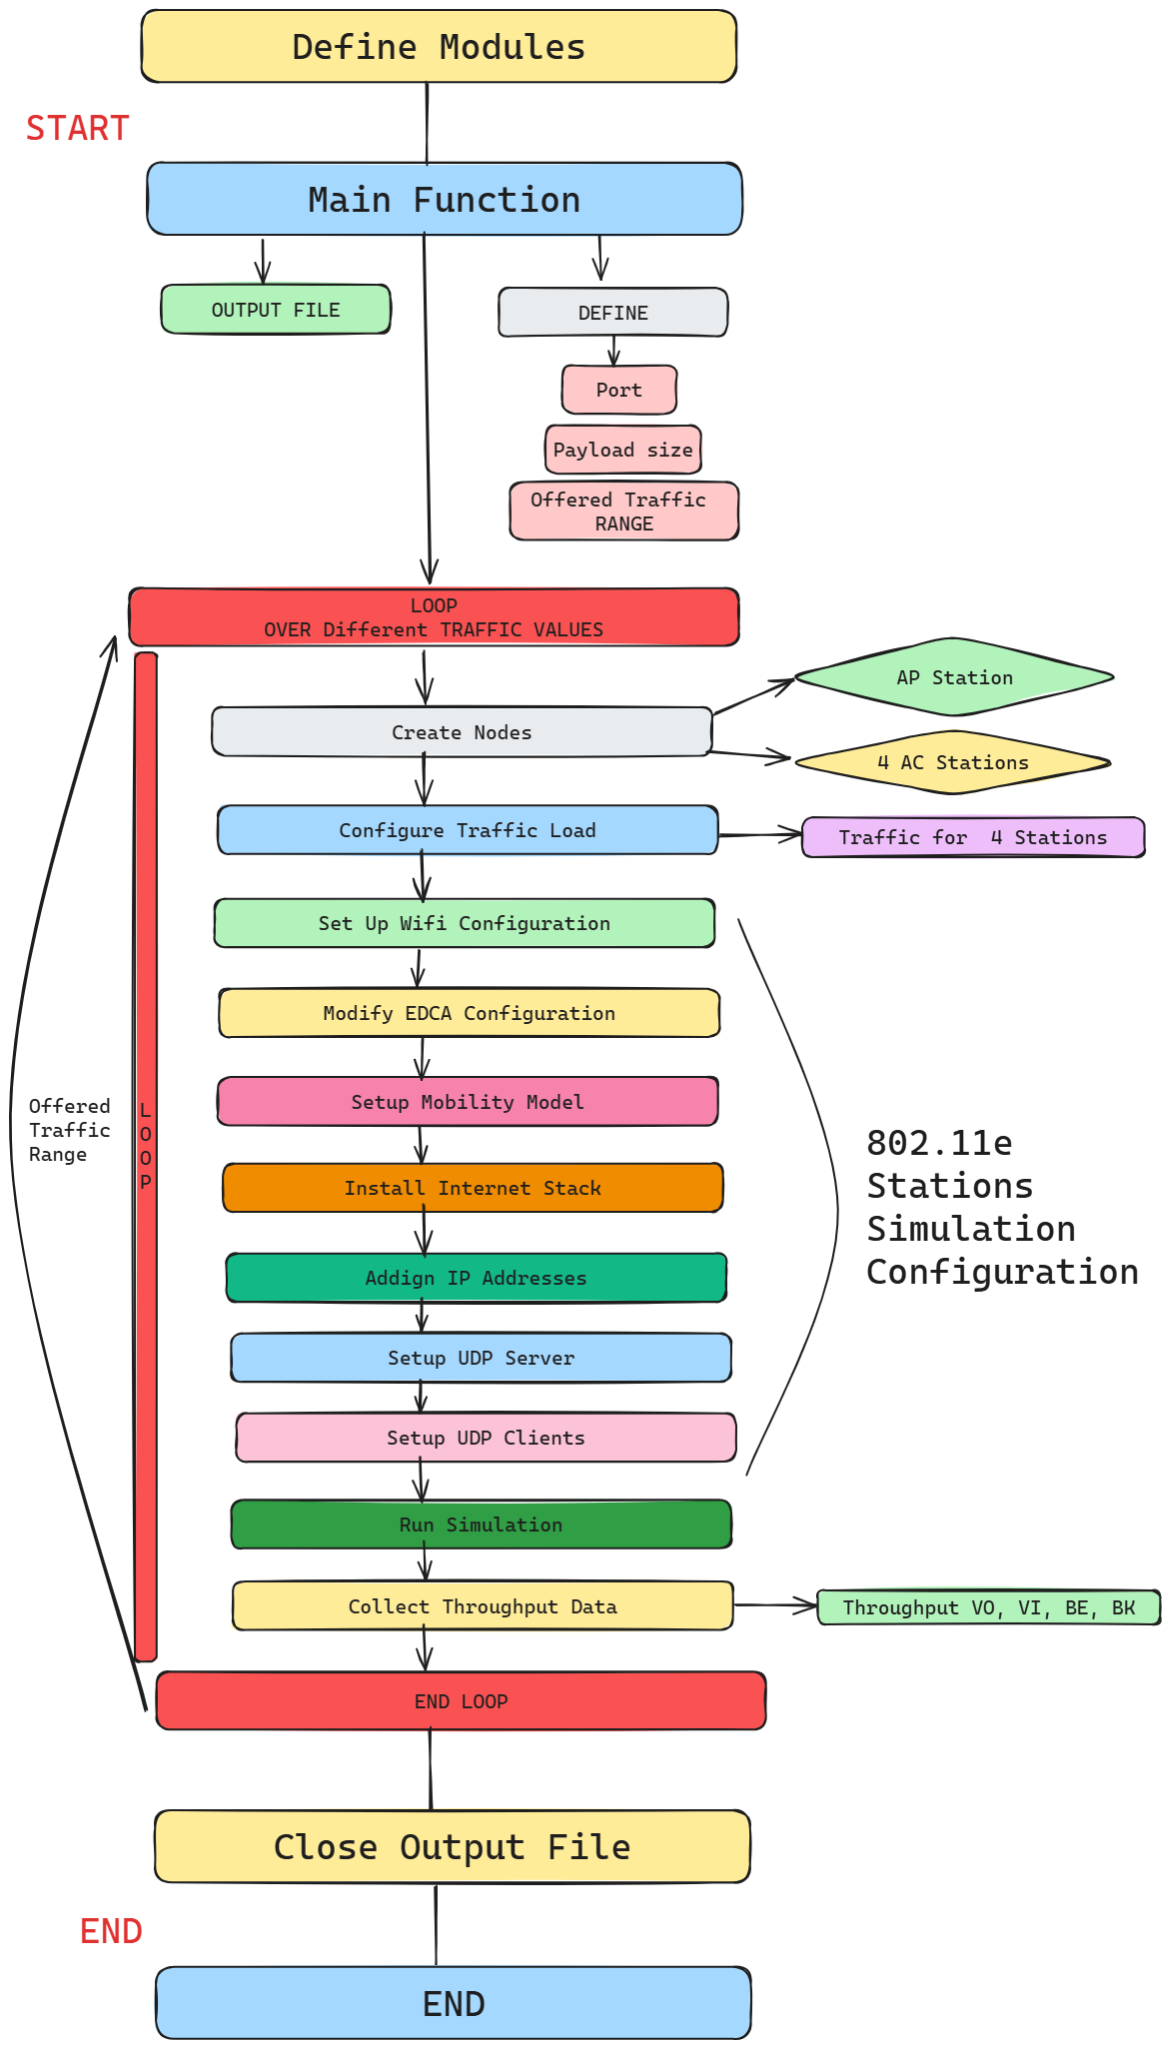 Define Modules
START
Main Function
OUTPUT FILE
DEFINE
Port
Payload size
Offered Traffic
RANGE
LOOP
OVER Different TRAFFIC VALUES
AP Station
Create Nodes
4 AC Stations
Configure Traffic Load
Traffic for  4 Stations
Set Up Wifi Configuration
Modify EDCA Configuration
Setup Mobility Model
Offered
Traffic
Range
L
O
O
P
802.11e
Stations
Simulation
Configuration
Install Internet Stack
Addign IP Addresses
Setup UDP Server
Setup UDP Clients
Run Simulation
Collect Throughput Data
Throughput VO, VI, BE, BK
END LOOP
Close Output File
END
END